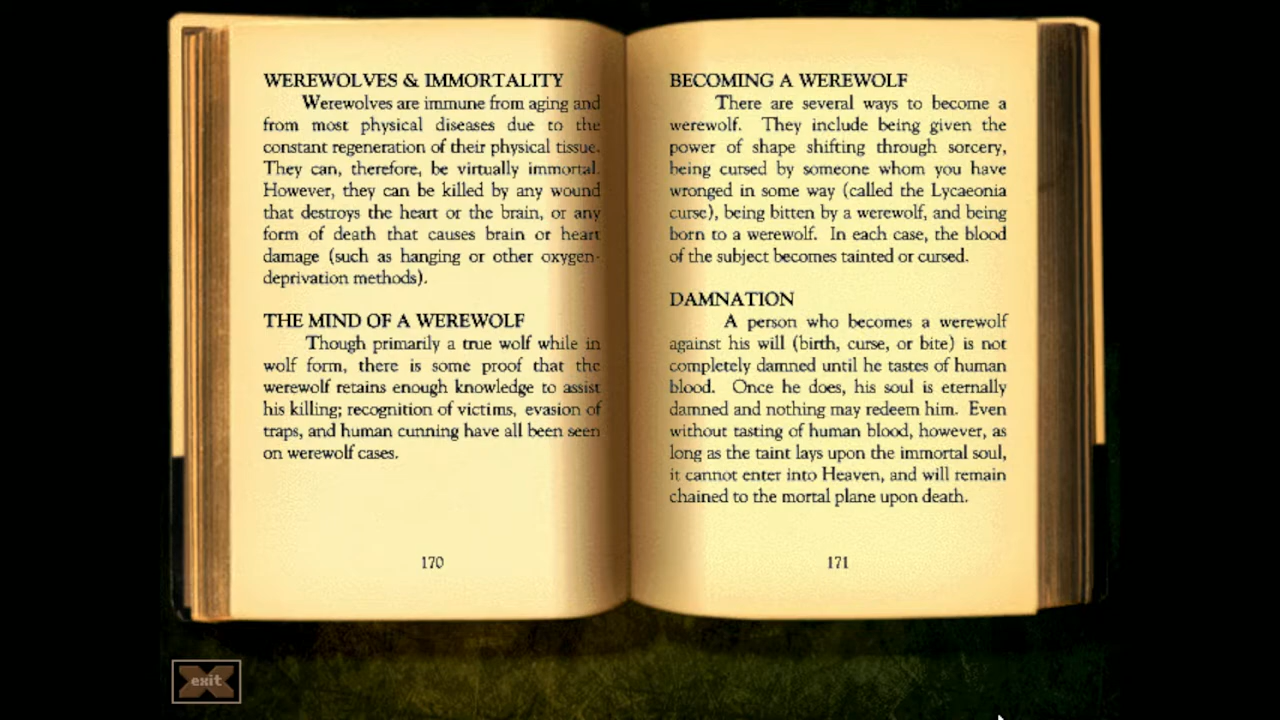 WEREWOLVES & IMMORTALITY
Werewolves are immune from aging and
from most physical diseases due to the
constant regeneration of their physical tissue.
They can, therefore, be virtually immortal.
However, they can be killed by any wound
that destroys the heart or the brain, or any
form of death that causes brain or heart
damage (such as hanging or other oxygen-
deprivation methods).
THE MIND OF A WEREWOLF
Though primarily a true wolf while in
wolf form, there is some proof that the
werewolf retains enough knowledge to assist
his killing; recognition of victims, evasion of
traps, and human cunning have all been seen
on werewolf cases.
170
BECOMING A WEREWOLF
There are several ways to become a
werewolf. They include being given the
power of shape shifting through sorcery,
being cursed by someone whom you have
wronged in some way (called the Lycaeonia
curse), being bitten by a werewolf, and being
born to a werewolf. In each case, the blood
of the subject becomes tainted or cursed.
DAMNATION
A person who becomes a werewolf
against his will (birth, curse, or bite) is not
completely damned until he tastes of human
blood. Once he does, his soul is eternally
damned and nothing may redeem him. Even
without tasting of human blood, however, as
long as the taint lays upon the immortal soul,
it cannot enter into Heaven, and will remain
chained to the mortal plane upon death.
171
exit